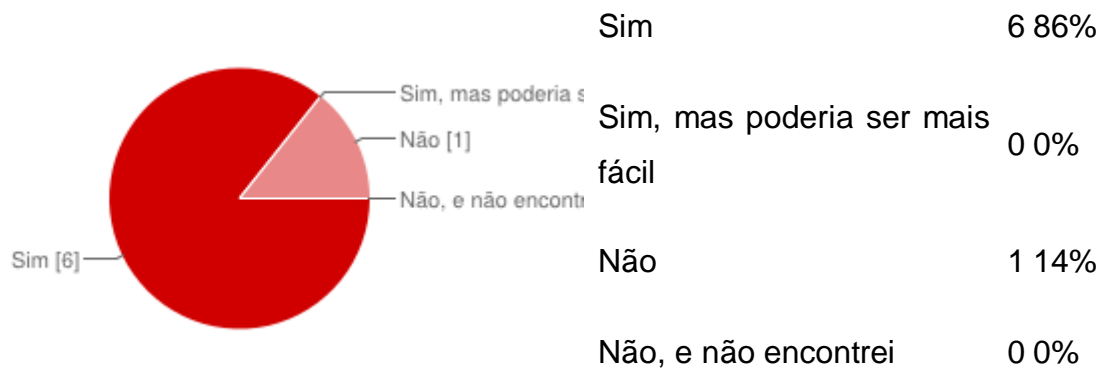 Sim, mas poderia s
Não [1]
Não, e não encontr
Sim [6]
Sim 6 86%
Sim, mas poderia ser mais
fácil 0 0%
Não 1 14%
Não, e não encontrei 0 0%